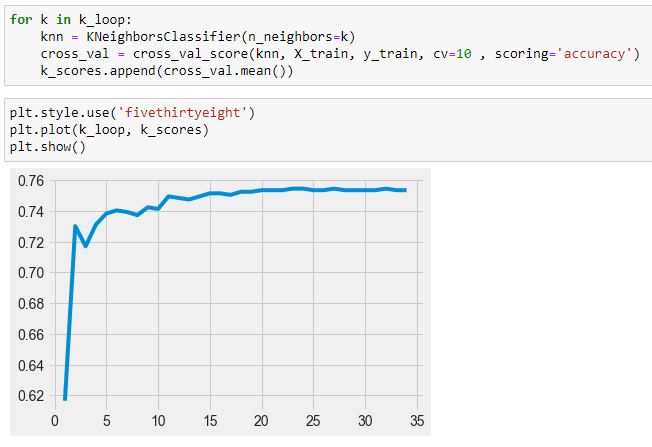 for k in k_loop:
    knn = KNeighborsClassifier(n_neighbors=k)
    cross_val = cross_val_score(knn, X_train, y_train, cv=10 , scoring='accuracy')
    k_scores.append(cross_val.mean())
plt.style.use('fivethirtyeight')
plt.plot(k_loop, k_scores)
plt.show()
0.76
0.74
0.72
0.70
0.68
0.66
0.64
0.62
0 5 10 15 20 25 30 35